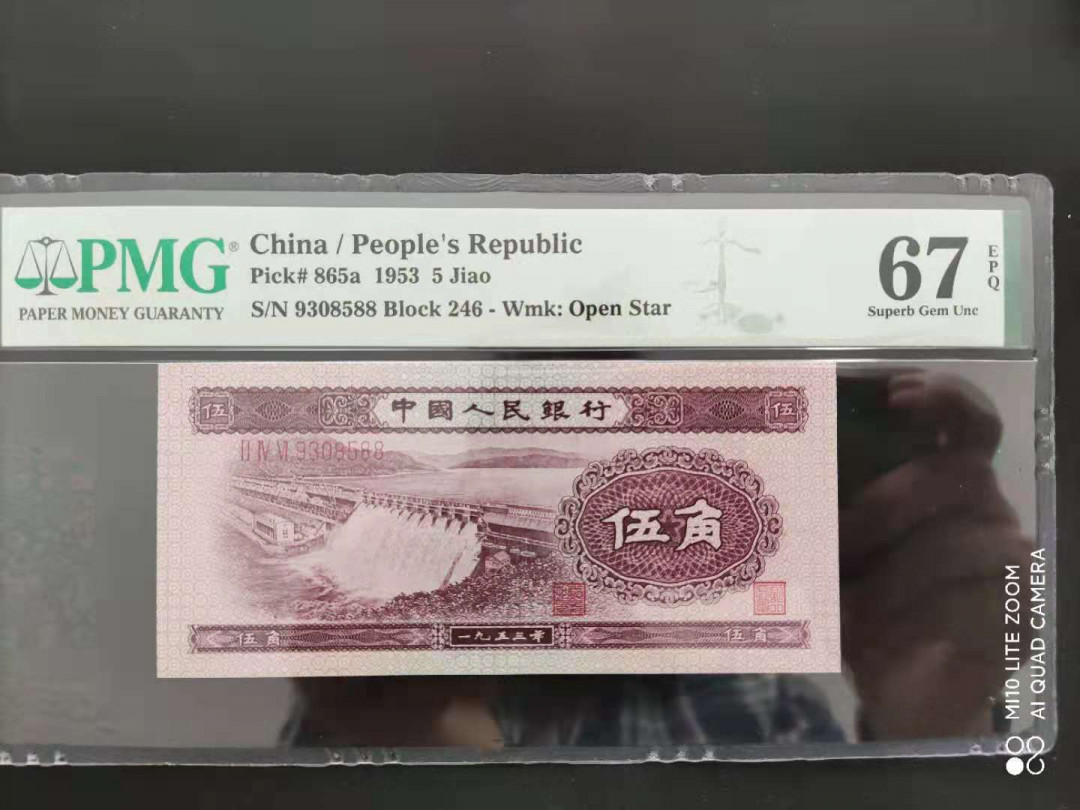 PMG®
PAPER MONEY GUARANTY
China / People's Republic
Pick# 865a 1953 5 Jiao
S/N 9308588 Block 246 - Wmk: Open Star
67
EPQ
Superb Gem Unc
伍 中國人民銀行 伍
II IV VI 9308588
伍角
伍角 一九五三年 伍角
MI10 LITE ZOOM
AI QUAD CAMERA